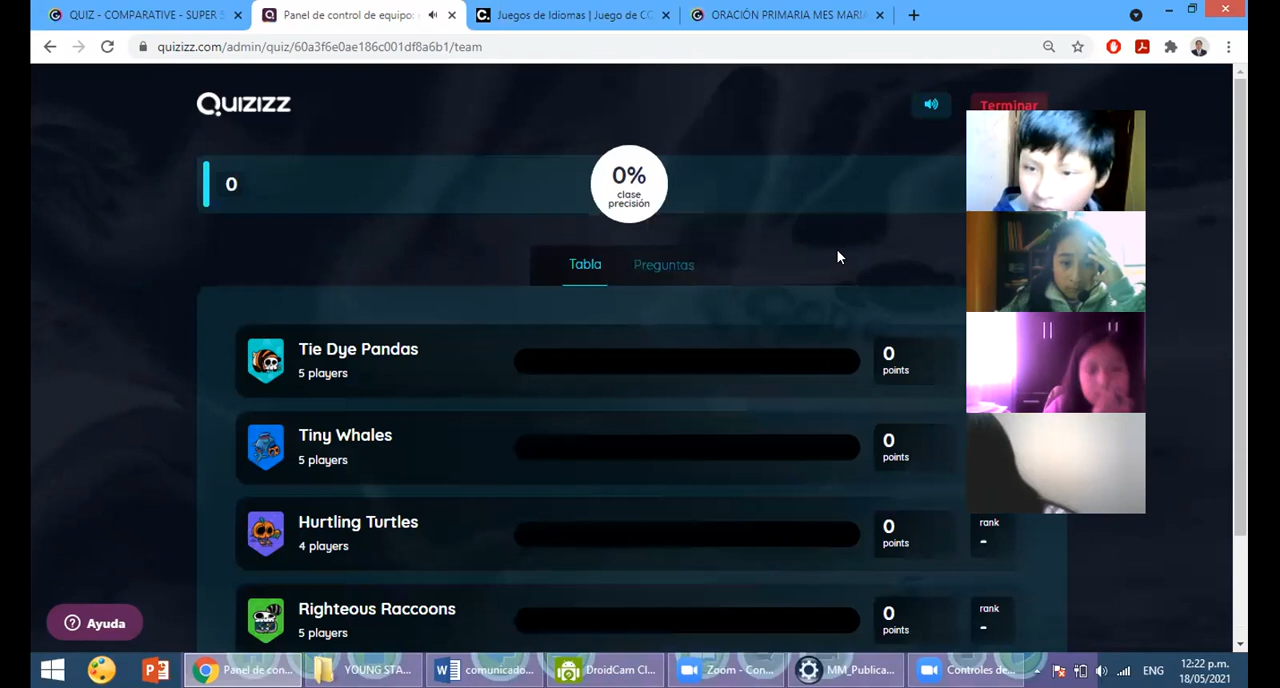 QUIZ - COMPARATIVE - SUPER S
Panel de control de equipo:
Juegos de Idiomas | Juego de CO
ORACIÓN PRIMARIA MES MARIA
quizizz.com/admin/quiz/60a3f6e0ae186c001df8a6b1/team
QUIZIZZ
Terminar
0
0%
clase
precisión
Tabla
Preguntas
Tie Dye Pandas
5 players
0
points
Tiny Whales
5 players
0
points
Hurtling Turtles
4 players
0
points
rank
-
Righteous Raccoons
5 players
0
points
rank
-
Ayuda
Panel de con...
YOUNG STA...
comunicado...
DroidCam Cl...
Zoom - Con...
MM_Publica...
Controles de...
ENG
12:22 p.m.
18/05/2021